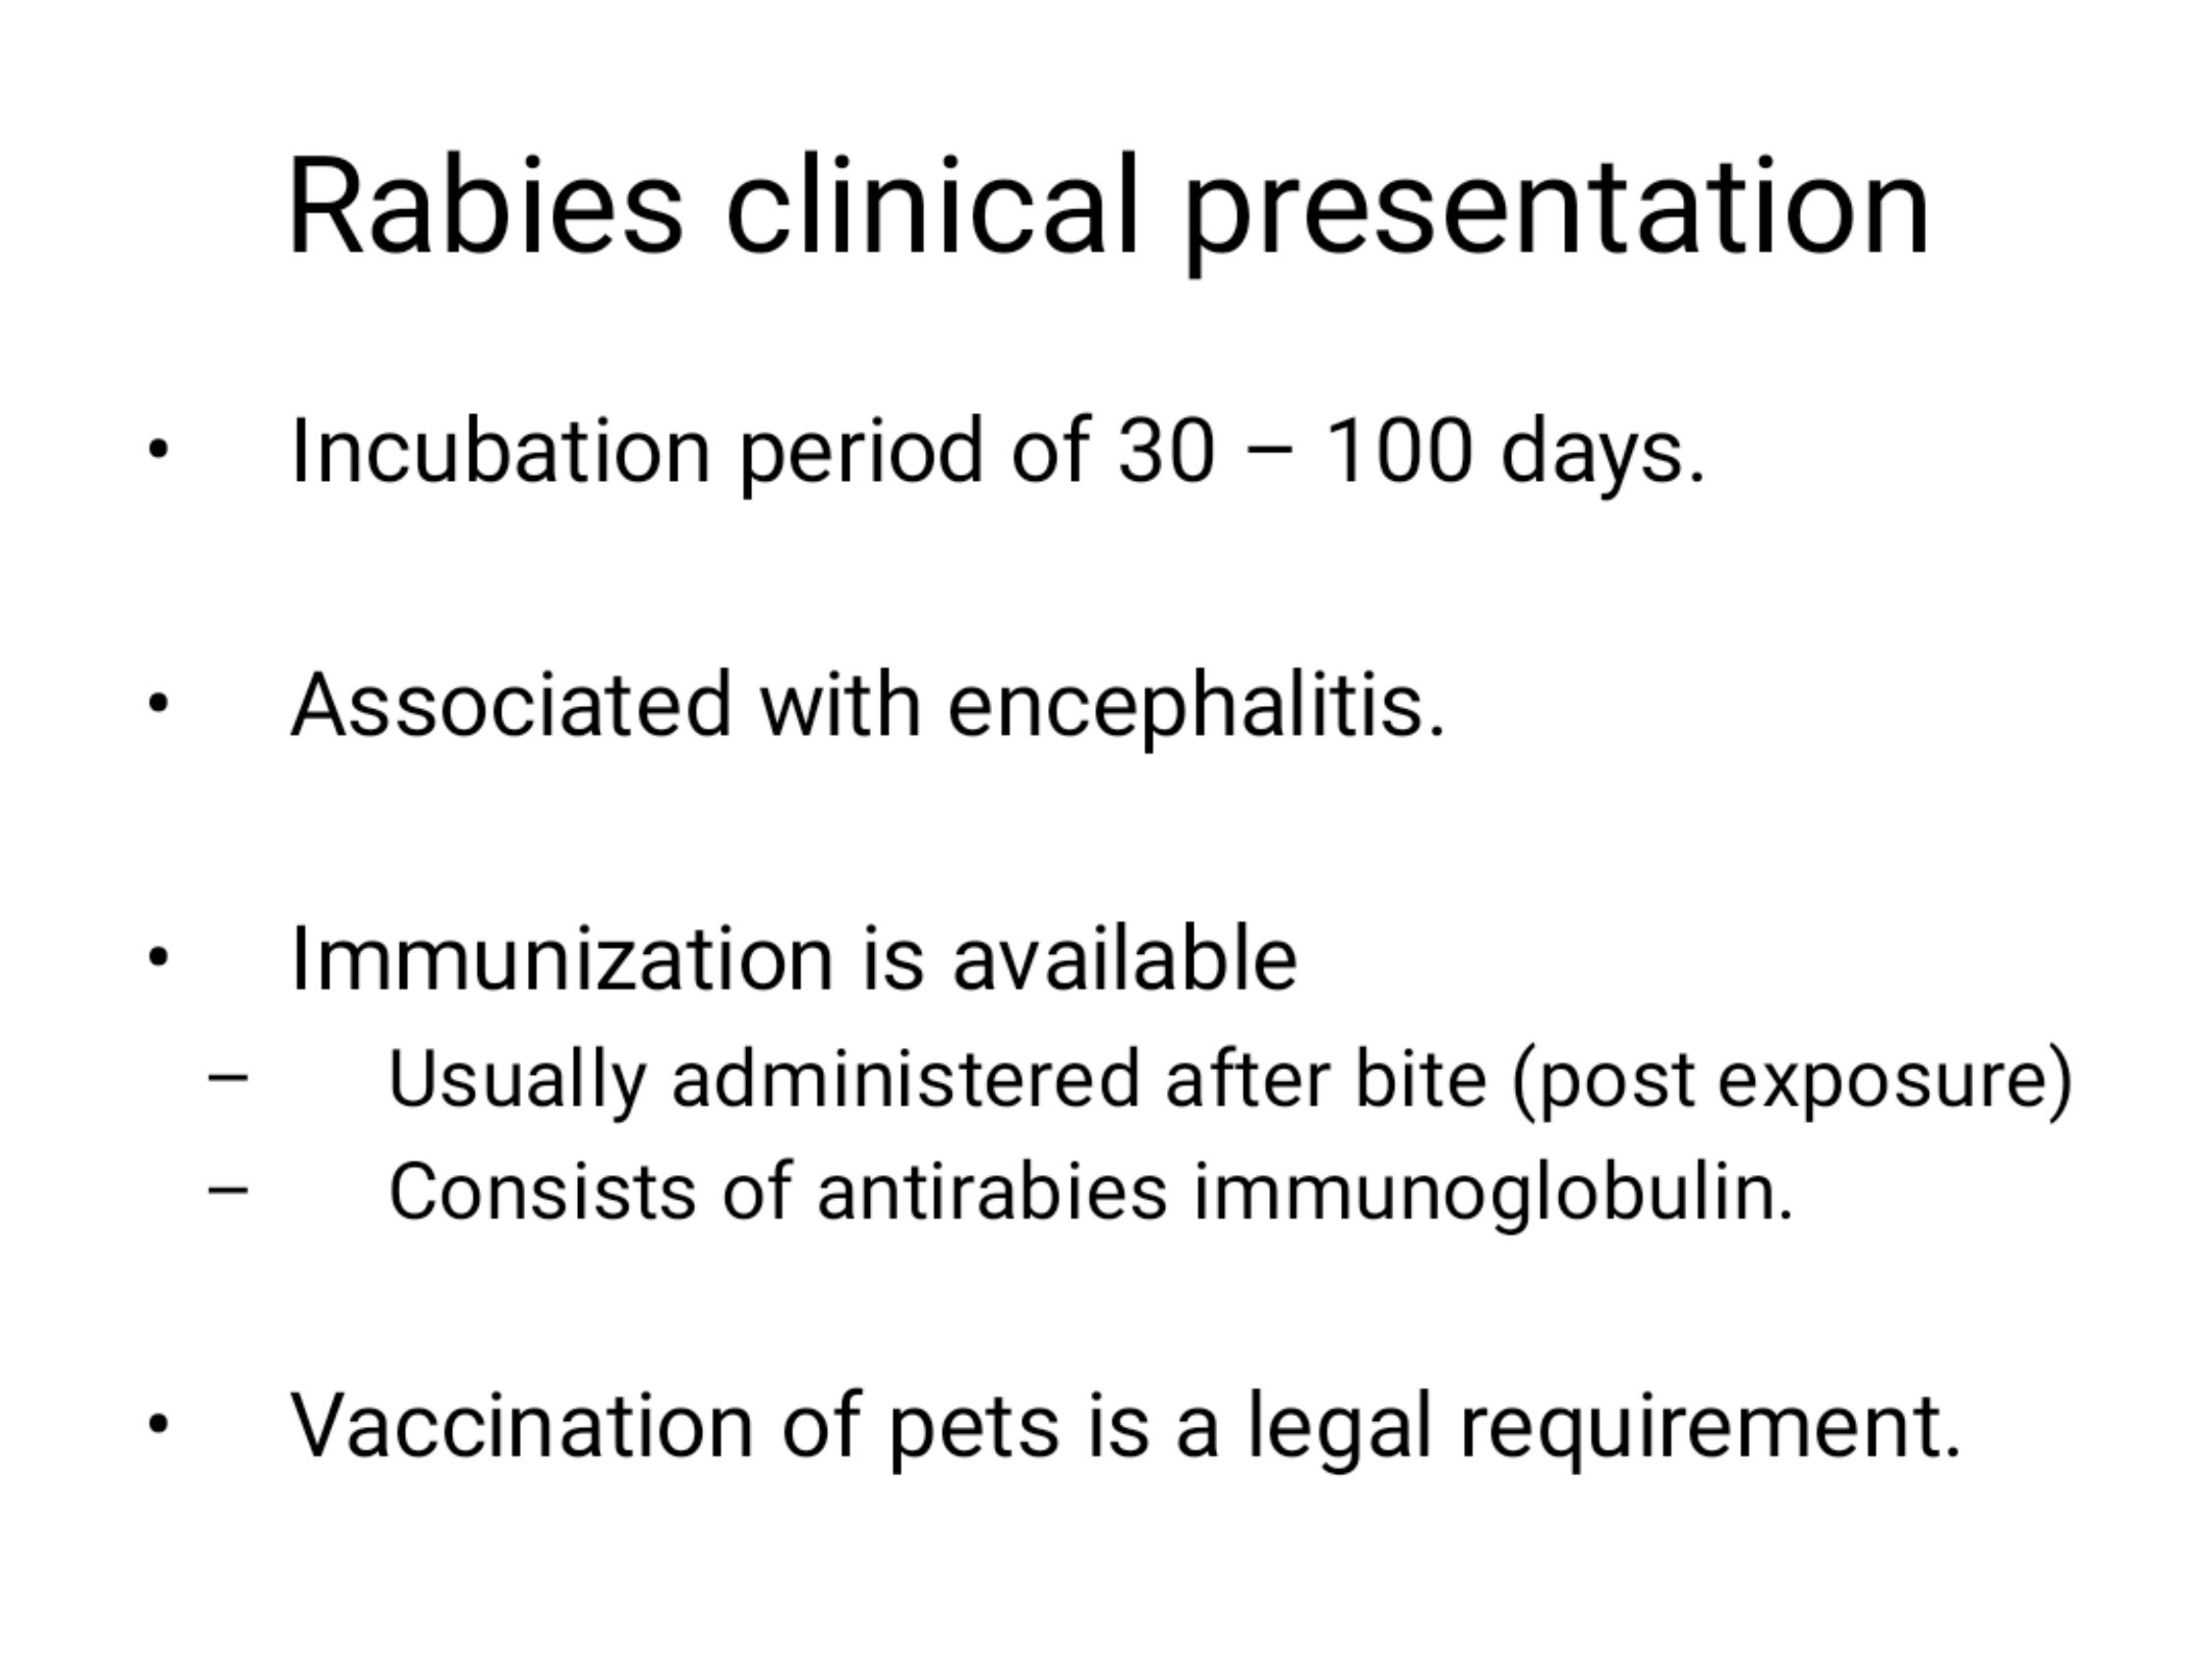 Rabies clinical presentation
• Incubation period of 30 – 100 days.
• Associated with encephalitis.
• Immunization is available
– Usually administered after bite (post exposure)
– Consists of antirabies immunoglobulin.
• Vaccination of pets is a legal requirement.